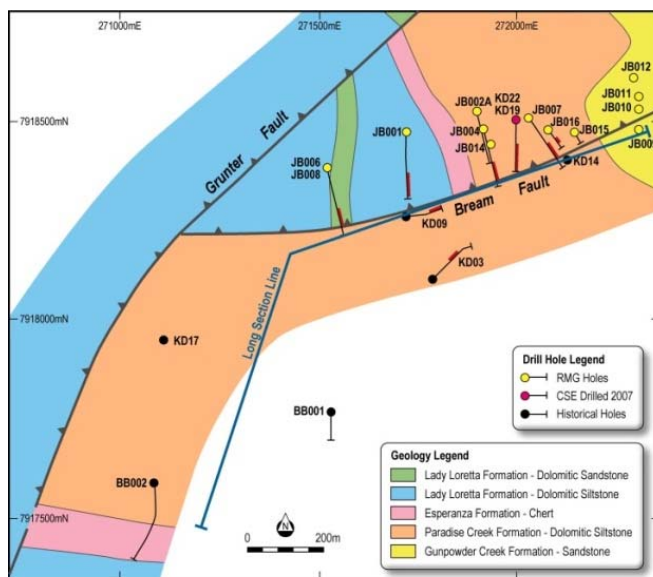 271000mE
271500mE
272000mE
7918500mN
7918000mN
7917500mN
Grunter Fault
JB006
JB008
JB001
JB002A
JB004
JB014
KD22
KD19
JB007
JB016
JB015
JB012
JB011
JB010
JB009
KD14
Bream Fault
KD09
KD03
Long Section Line
KD17
BB001
BB002
N
0 200m
Drill Hole Legend
RMG Holes
CSE Drilled 2007
Historical Holes
Geology Legend
Lady Loretta Formation - Dolomitic Sandstone
Lady Loretta Formation - Dolomitic Siltstone
Esperanza Formation - Chert
Paradise Creek Formation - Dolomitic Siltstone
Gunpowder Creek Formation - Sandstone